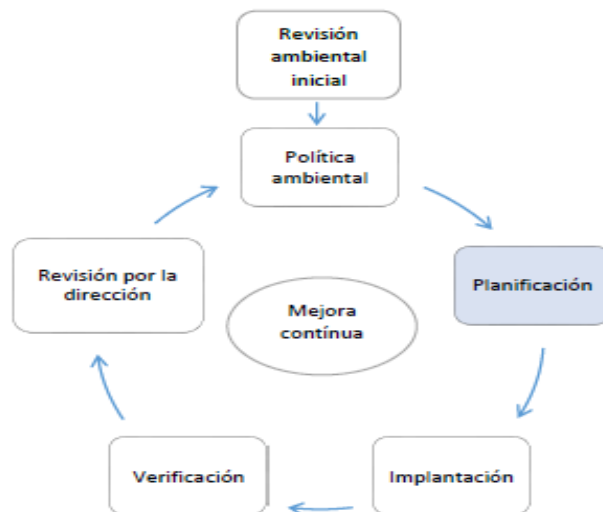 Revisión
ambiental
inicial
Política
ambiental
Planificación
Revisión por la
dirección
Mejora
contínua
Verificación
Implantación